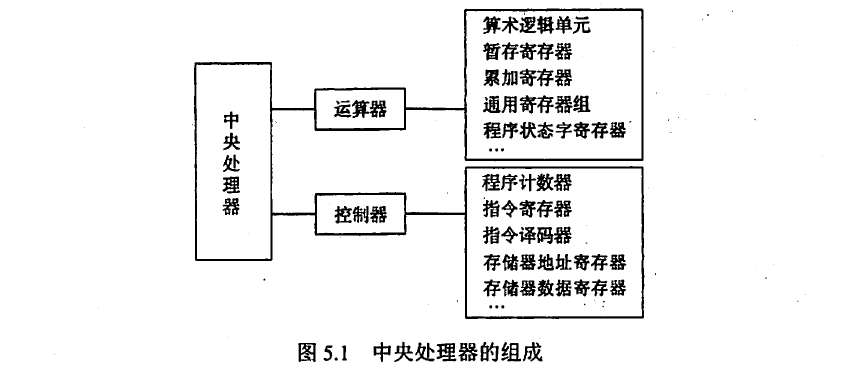 中央处理器
运算器
算术逻辑单元
暂存寄存器
累加寄存器
通用寄存器组
程序状态字寄存器
…
控制器
程序计数器
指令寄存器
指令译码器
存储器地址寄存器
存储器数据寄存器
…
图 5.1 中央处理器的组成